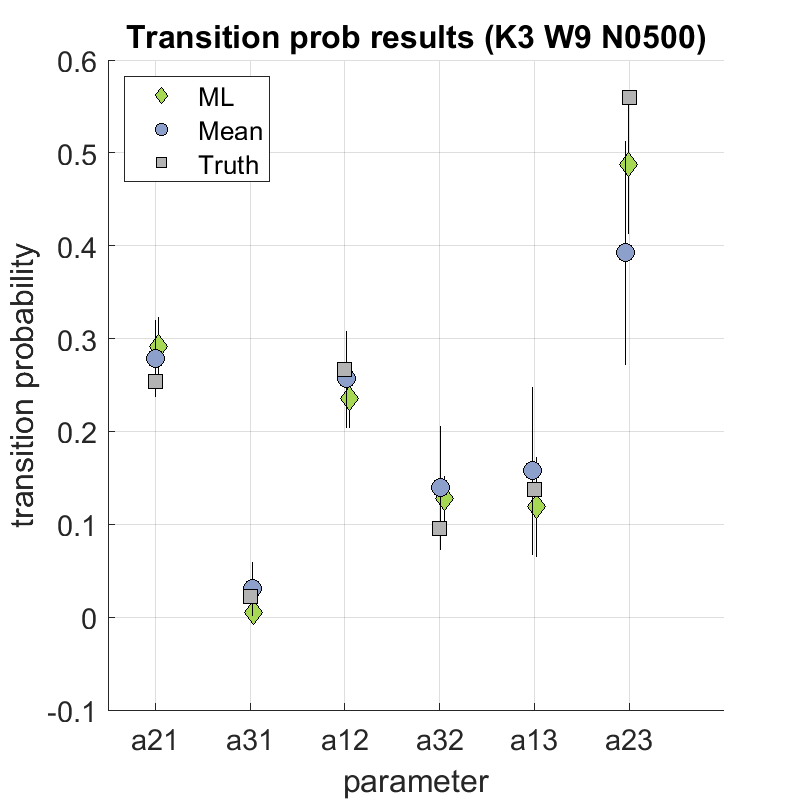 Transition prob results (K3 W9 N0500)
ML
Mean
Truth
0.6
0.5
0.4
0.3
0.2
0.1
0
-0.1
transition probability
a21 a31 a12 a32 a13 a23
parameter